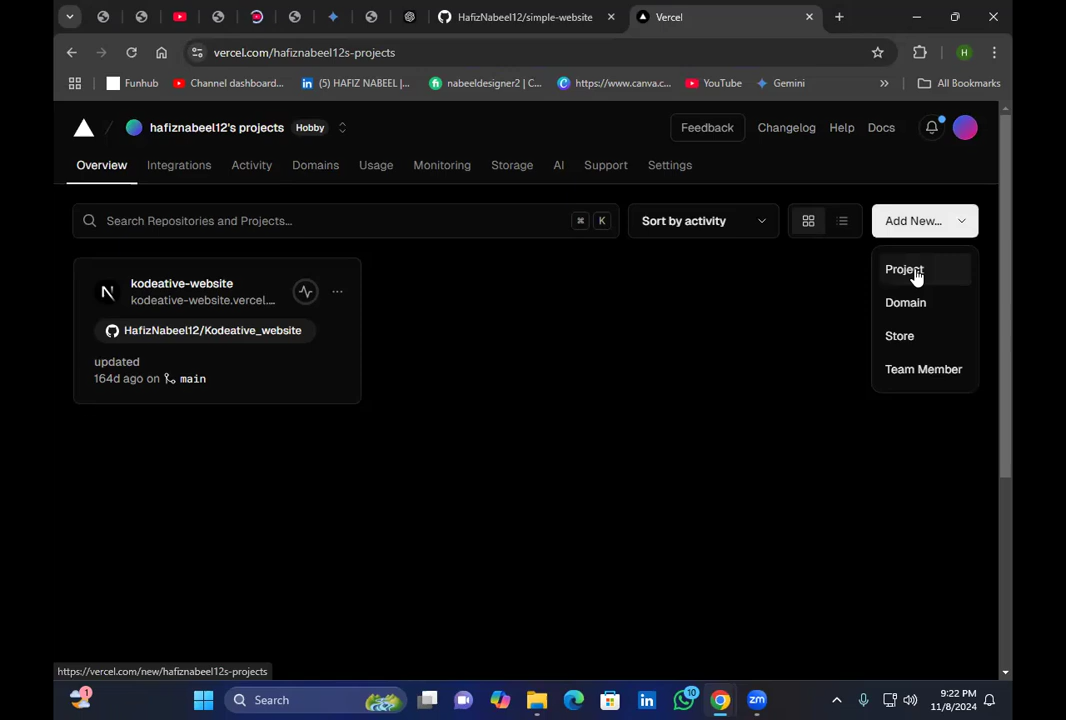 HafizNabeel12/simple-website
Vercel
vercel.com/hafiznabeel12s-projects
H
Funhub
Channel dashboard...
(5) HAFIZ NABEEL |...
nabeeldesigner2 | C...
https://www.canva.c...
YouTube
Gemini
»
All Bookmarks
hafiznabeel12's projects
Hobby
Feedback
Changelog
Help
Docs
Overview
Integrations
Activity
Domains
Usage
Monitoring
Storage
AI
Support
Settings
Search Repositories and Projects...
⌘ K
Sort by activity
Add New...
Project
Domain
Store
Team Member
N
kodeative-website
kodeative-website.vercel....
HafizNabeel12/Kodeative_website
updated
164d ago on main
https://vercel.com/new/hafiznabeel12s-projects
1
Search
10
zm
9:22 PM
11/8/2024